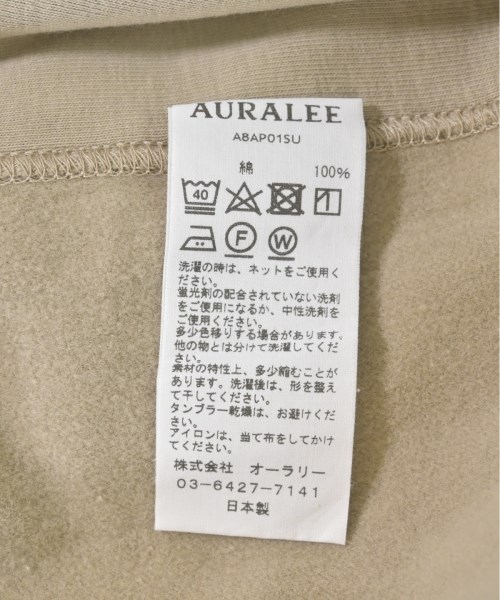 AURALEE
A8AP01SU
綿 100%
40
F W
洗濯の時は、ネットをご使用く
ださい。
蛍光剤の配合されていない洗剤
をご使用になるか、中性洗剤を
ご使用ください。
多少色移りする場合があります。
他の物とは分けて洗濯してくだ
さい。
素材の特性上、多少縮むことが
あります。洗濯後は、形を整え
て干してください。
タンブラー乾燥は、お避けくだ
さい。
アイロンは、当て布をしてかけ
てください。
株式会社 オーラリー
03-6427-7141
日本製